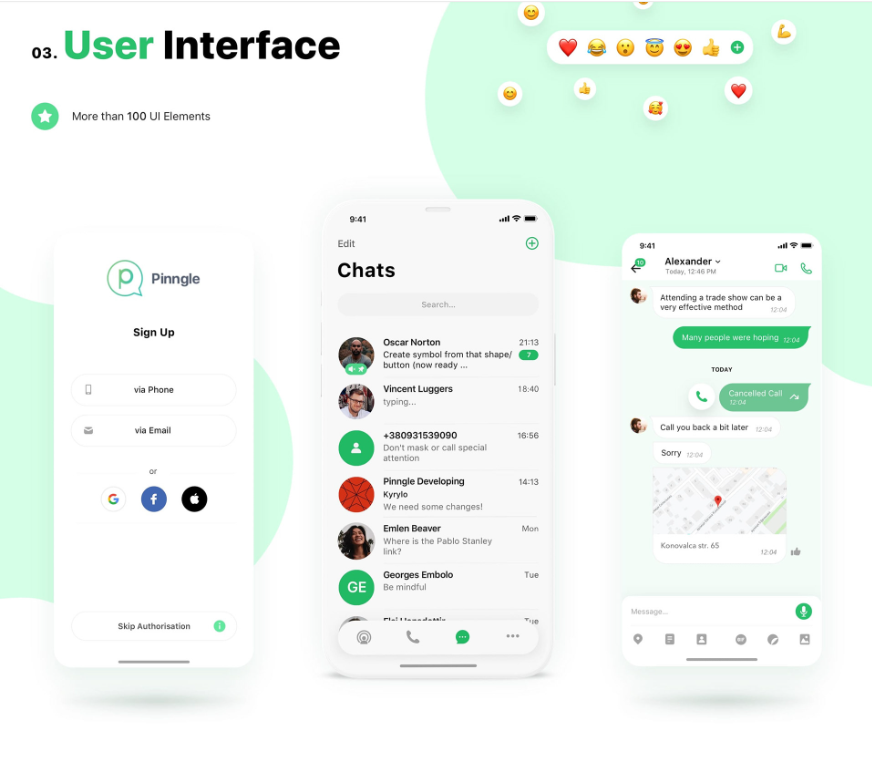 03. User Interface
More than 100 UI Elements
Pinngle
Sign Up
via Phone
via Email
or
Skip Authorisation
9:41
Edit
Chats
Search...
Oscar Norton 21:13
Create symbol from that shape/
button (now ready ... 7
Vincent Luggers 18:40
typing...
+380931539090 16:56
Don't mask or call special
attention
Pinngle Developing 14:13
Kyrylo
We need some changes!
Emlen Beaver Mon
Where is the Pablo Stanley
link?
GE
Georges Embolo Tue
Be mindful
Tue
9:41
10
Alexander
Today, 12:46 PM
Attending a trade show can be a
very effective method 12:04
Many people were hoping 12:04
TODAY
Cancelled Call
12:04
Call you back a bit later 12:04
Sorry 12:04
Konovalca str. 65
12:04
Message...
GIF